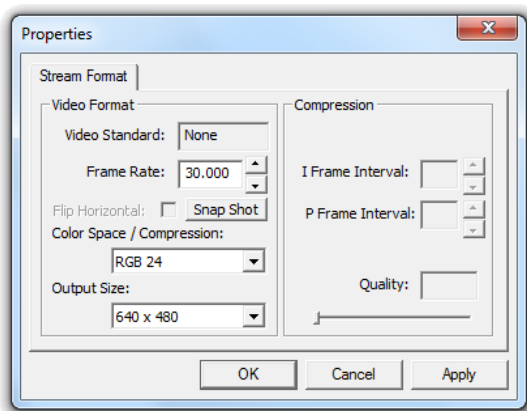 Properties
Stream Format
Video Format
Video Standard: None
Frame Rate: 30.000
Flip Horizontal: Snap Shot
Color Space / Compression:
RGB 24
Output Size:
640 x 480
Compression
I Frame Interval:
P Frame Interval:
Quality:
OK Cancel Apply